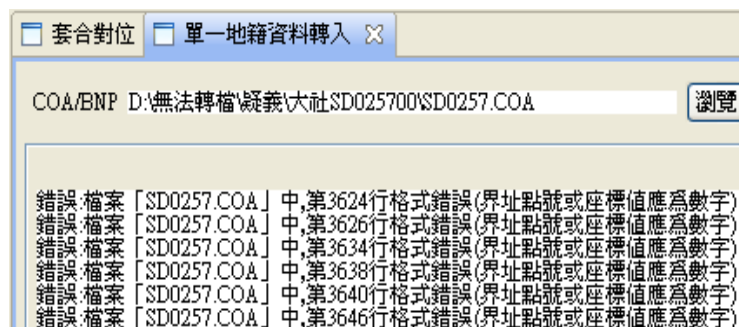 套合對位 單一地籍資料轉入
COA/BNP D:\無法轉檔\疑義\大社SD025700\SD0257.COA 瀏覽
錯誤:檔案「SD0257.COA」中,第3624行格式錯誤(界址點號或座標值應為數字)
錯誤:檔案「SD0257.COA」中,第3626行格式錯誤(界址點號或座標值應為數字)
錯誤:檔案「SD0257.COA」中,第3634行格式錯誤(界址點號或座標值應為數字)
錯誤:檔案「SD0257.COA」中,第3638行格式錯誤(界址點號或座標值應為數字)
錯誤:檔案「SD0257.COA」中,第3640行格式錯誤(界址點號或座標值應為數字)
錯誤:檔案「SD0257.COA」中,第3646行格式錯誤(界址點號或座標值應為數字)